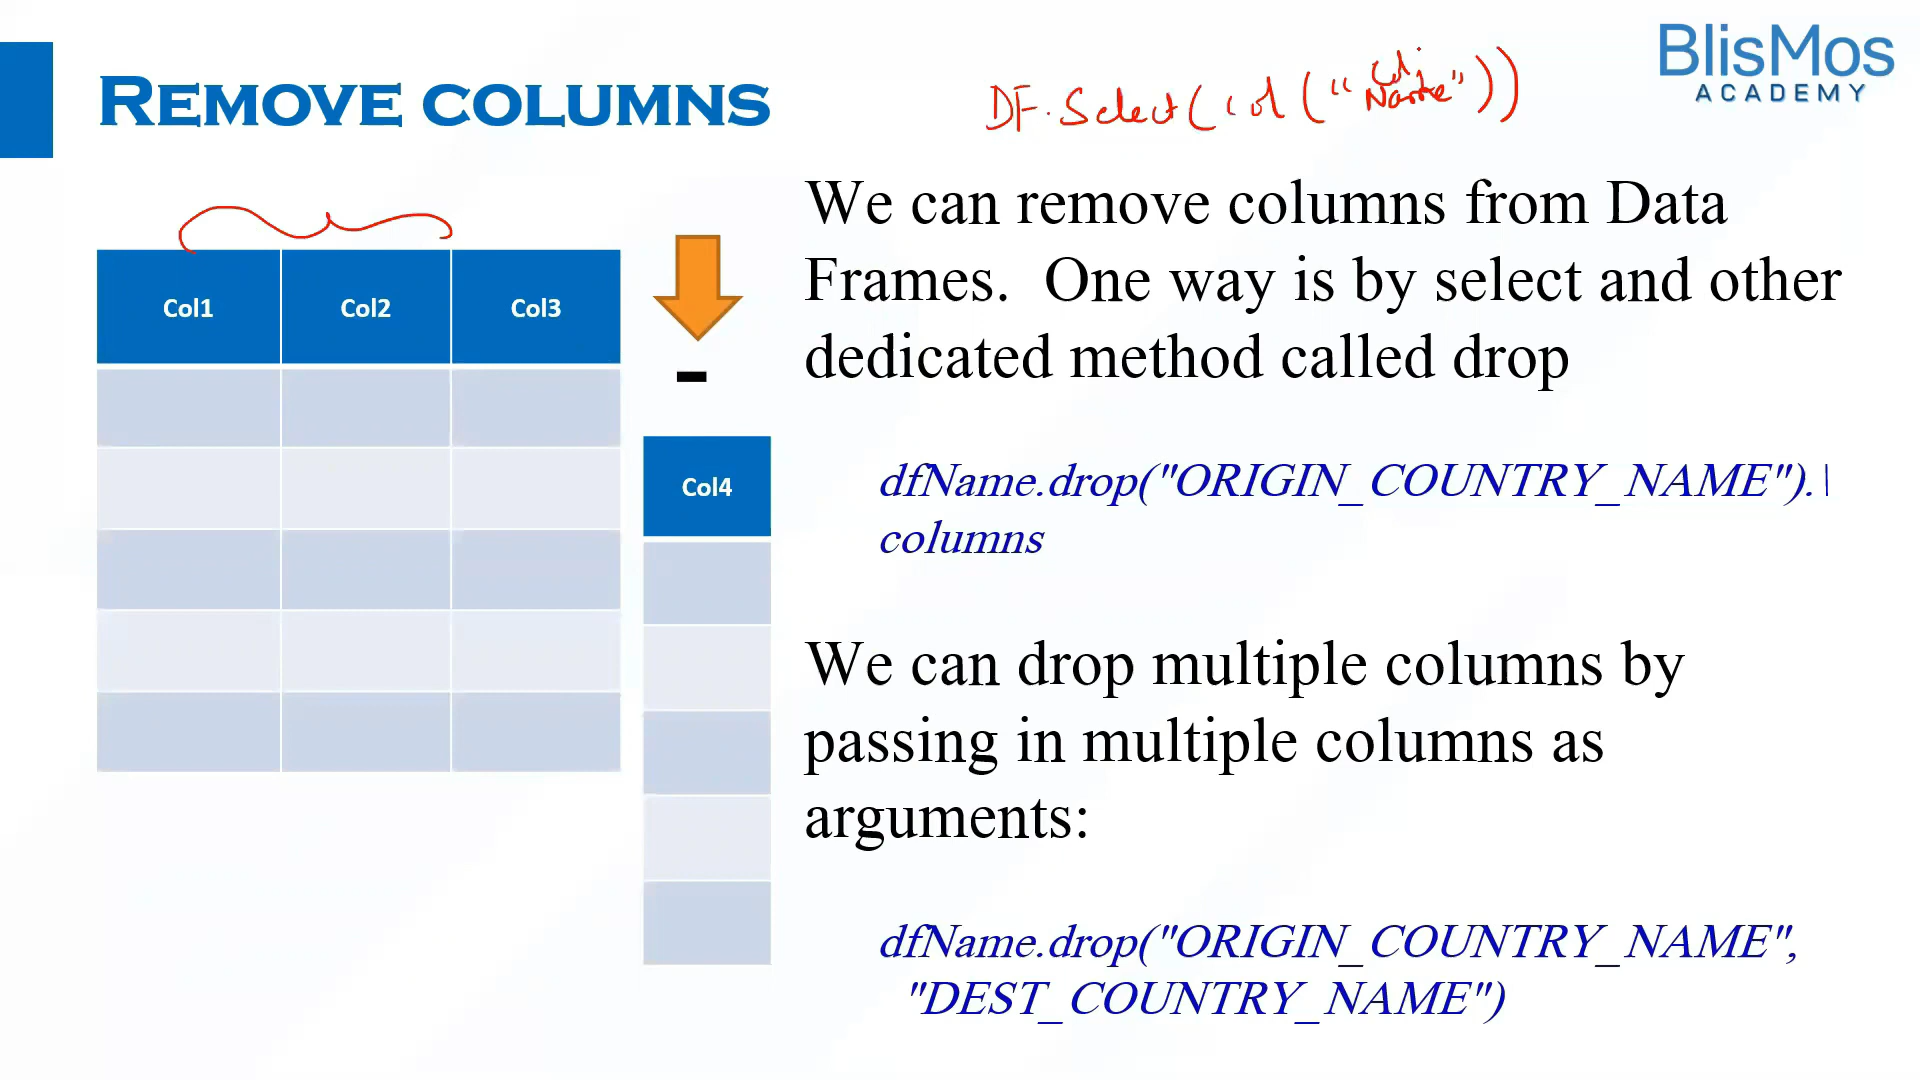 REMOVE COLUMNS
DF.Select(col("Col Name"))
BlisMos
ACADEMY
We can remove columns from Data
Frames. One way is by select and other
dedicated method called drop
Col1 Col2 Col3
-
Col4
dfName.drop("ORIGIN_COUNTRY_NAME").\
columns
We can drop multiple columns by
passing in multiple columns as
arguments:
dfName.drop("ORIGIN_COUNTRY_NAME",
"DEST_COUNTRY_NAME")